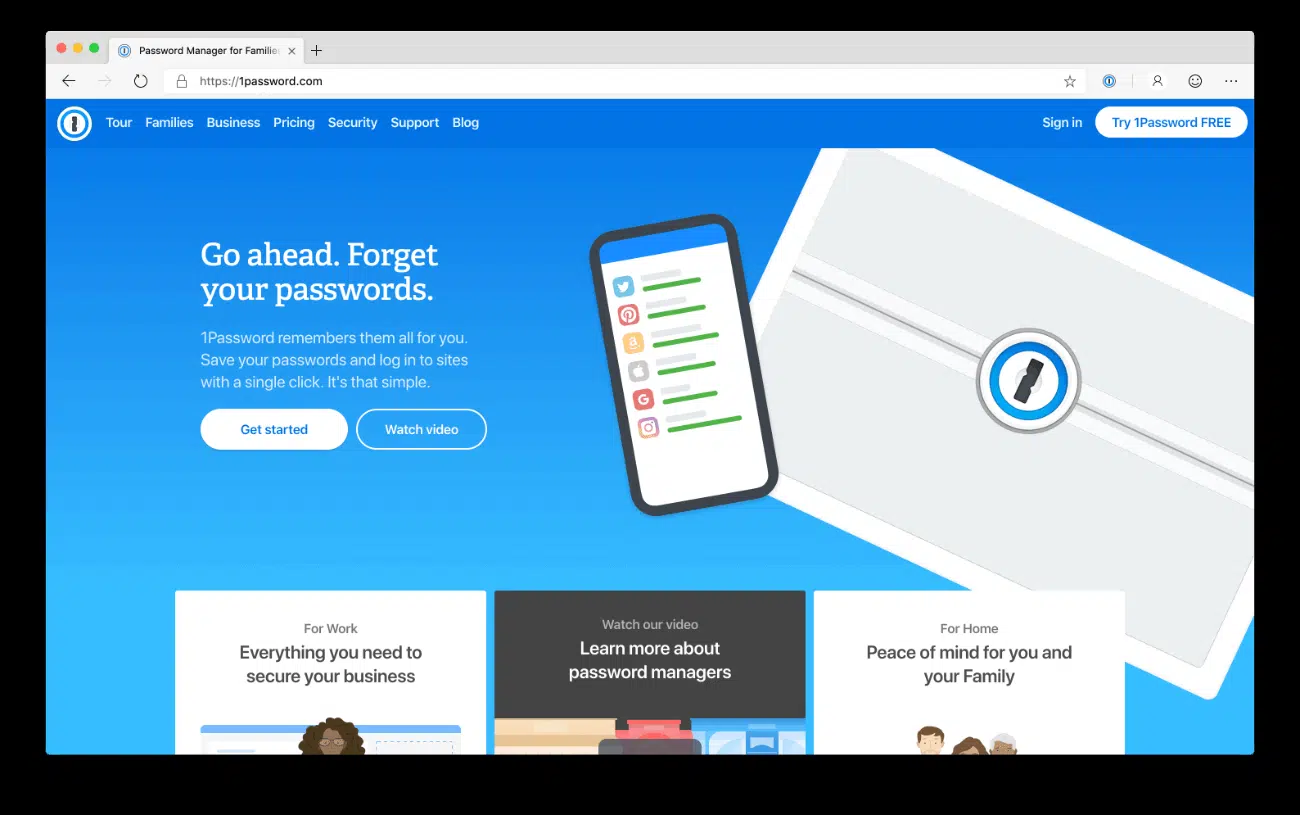 Password Manager for Familie
https://1password.com
Tour Families Business Pricing Security Support Blog
Sign in Try 1Password FREE
Go ahead. Forget
your passwords.
1Password remembers them all for you.
Save your passwords and log in to sites
with a single click. It's that simple.
Get started Watch video
For Work
Everything you need to
secure your business
Watch our video
Learn more about
password managers
For Home
Peace of mind for you and
your Family